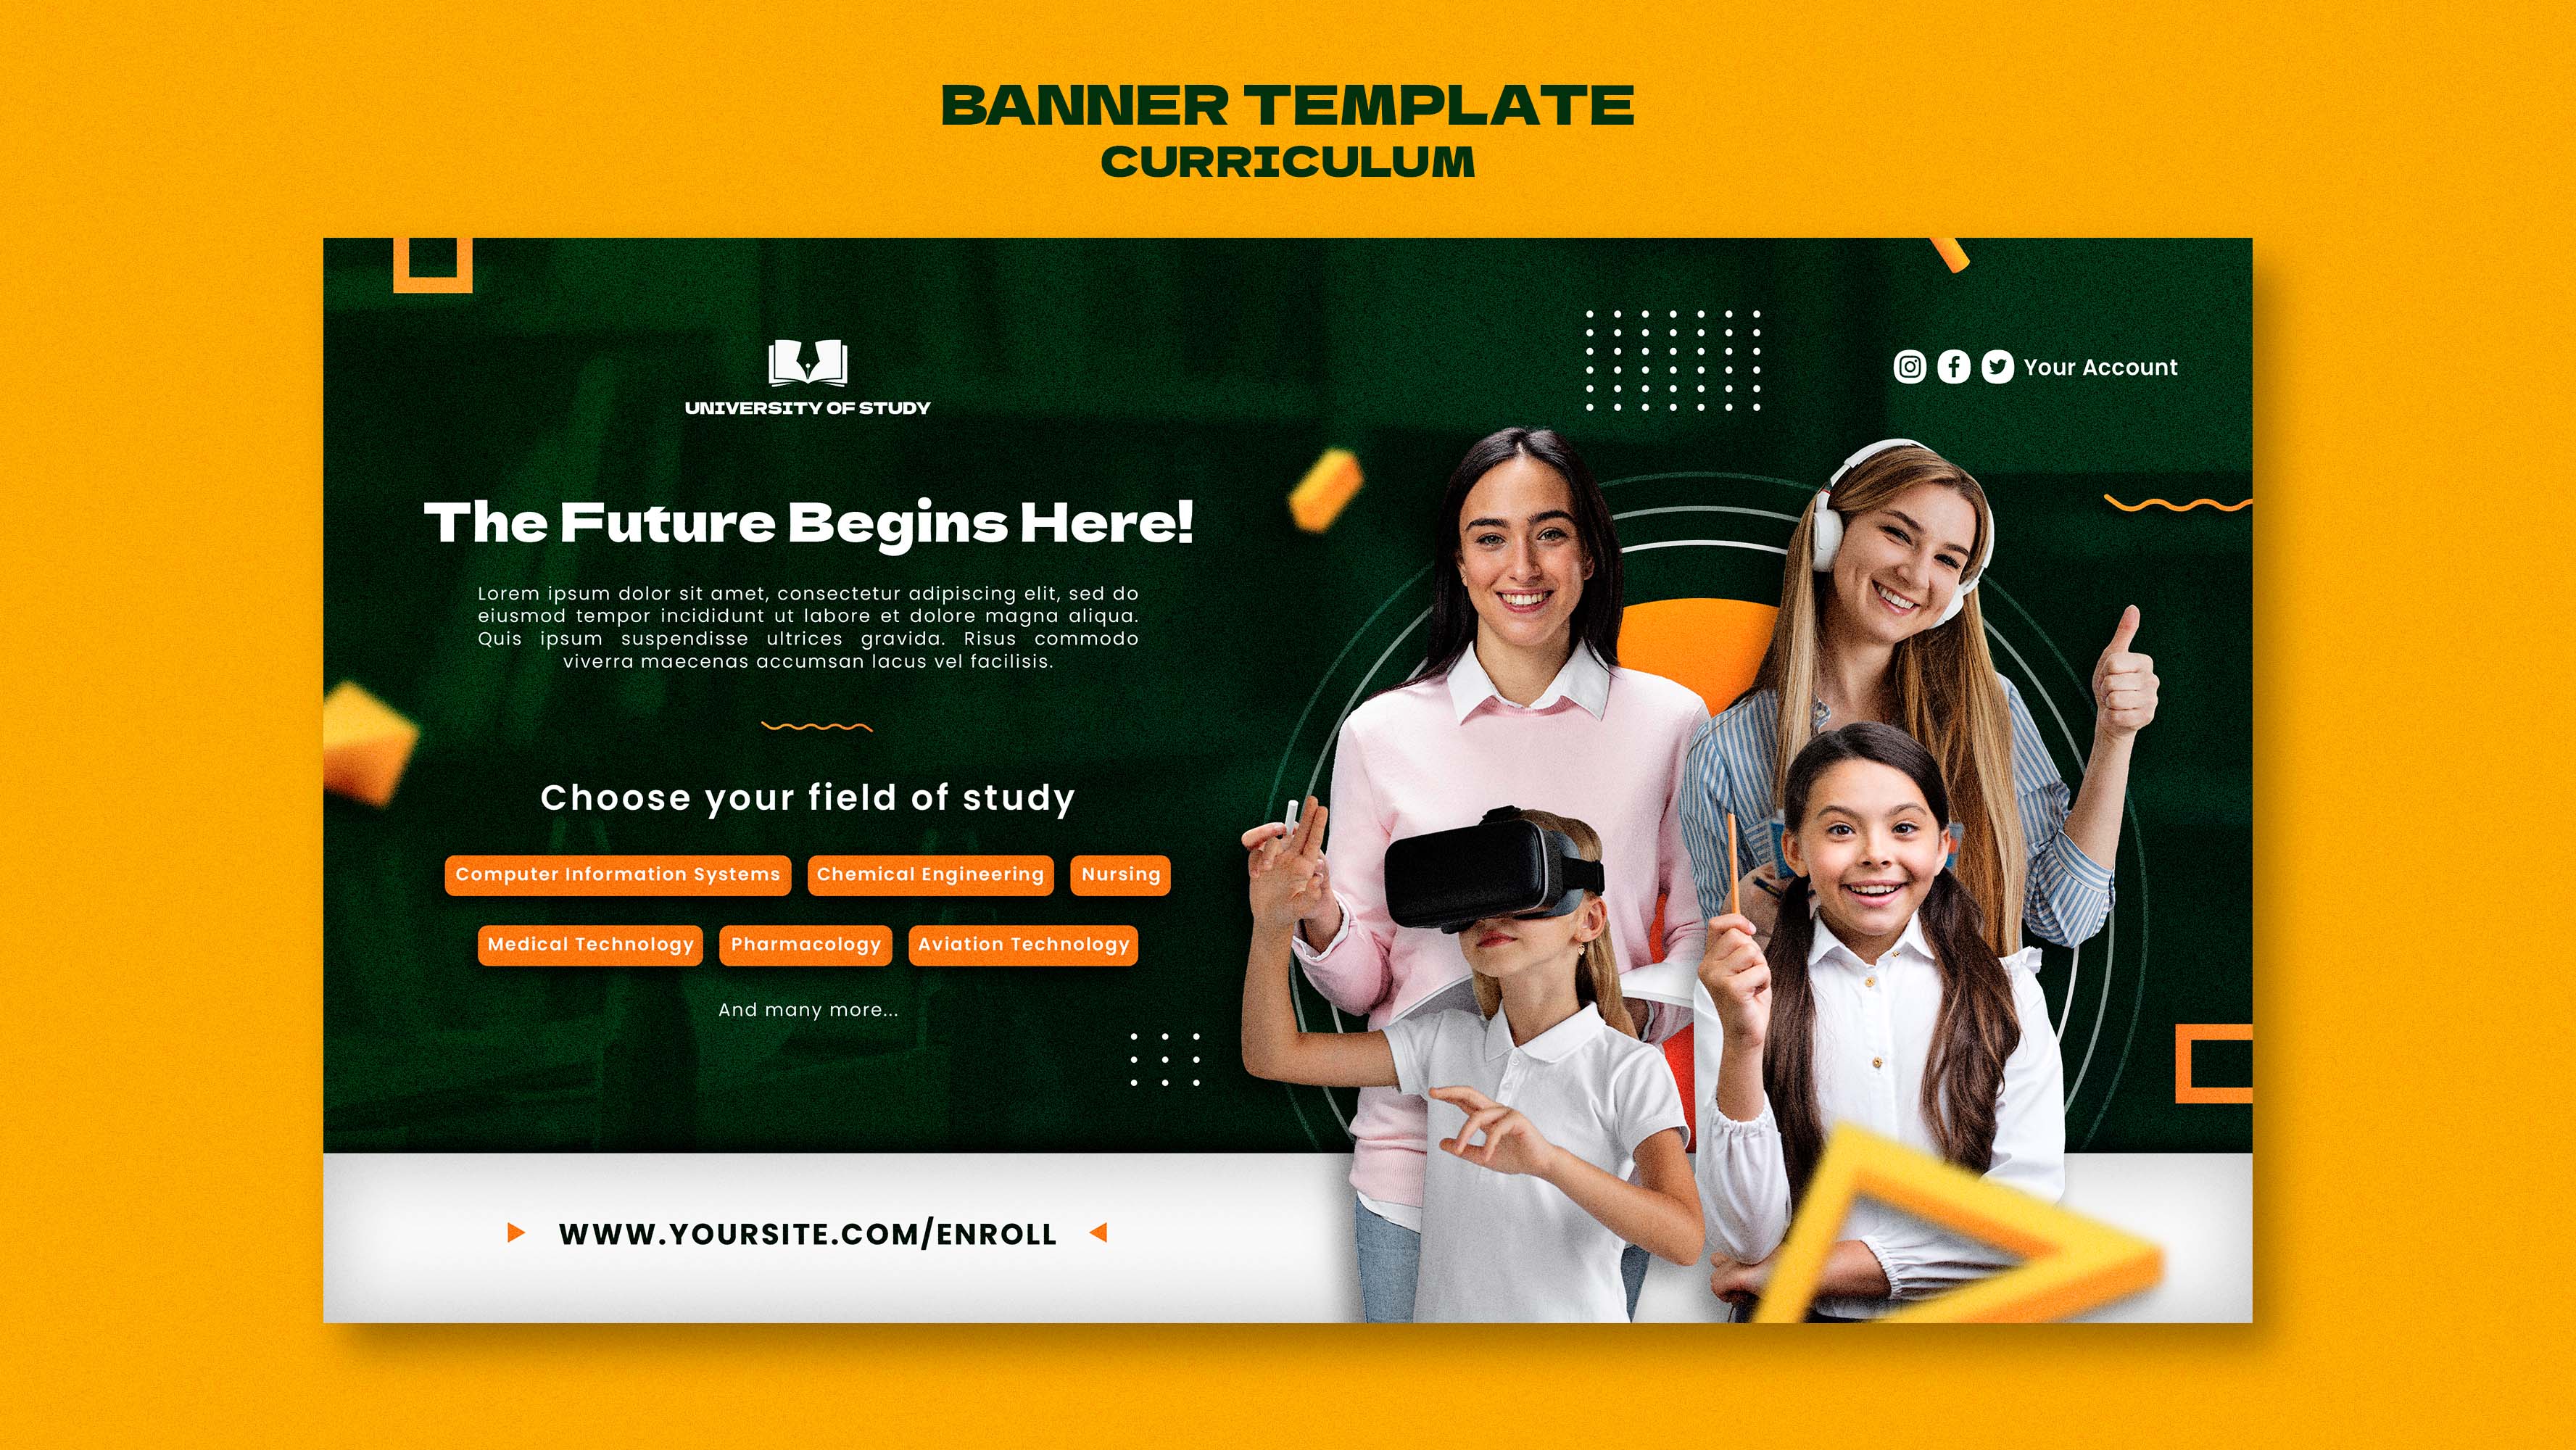 BANNER TEMPLATE
CURRICULUM
UNIVERSITY OF STUDY
Your Account
The Future Begins Here!
Lorem ipsum dolor sit amet, consectetur adipiscing elit, sed do
eiusmod tempor incididunt ut labore et dolore magna aliqua.
Quis ipsum suspendisse ultrices gravida. Risus commodo
viverra maecenas accumsan lacus vel facilisis.
Choose your field of study
Computer Information Systems Chemical Engineering Nursing
Medical Technology Pharmacology Aviation Technology
And many more...
WWW.YOURSITE.COM/ENROLL